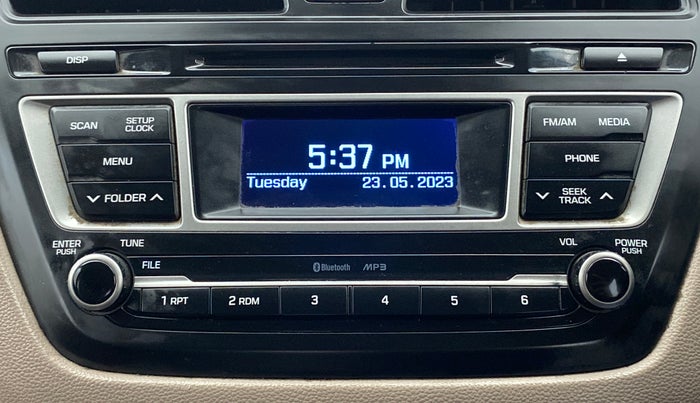 DISP
SCAN
SETUP
CLOCK
MENU
FOLDER
5:37 PM
Tuesday 23.05.2023
FM/AM MEDIA
PHONE
SEEK
TRACK
ENTER
PUSH
TUNE
FILE
Bluetooth MP3
VOL
POWER
PUSH
1 RPT 2 RDM 3 4 5 6